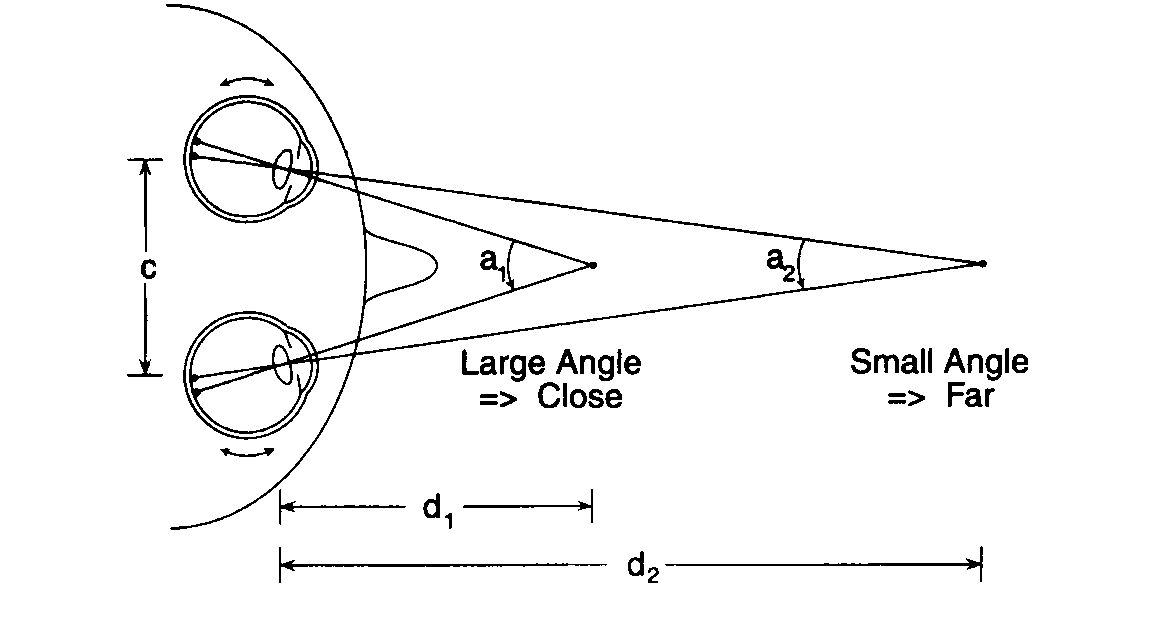 c
a₁
a₂
Large Angle
=> Close
Small Angle
=> Far
d₁
d₂